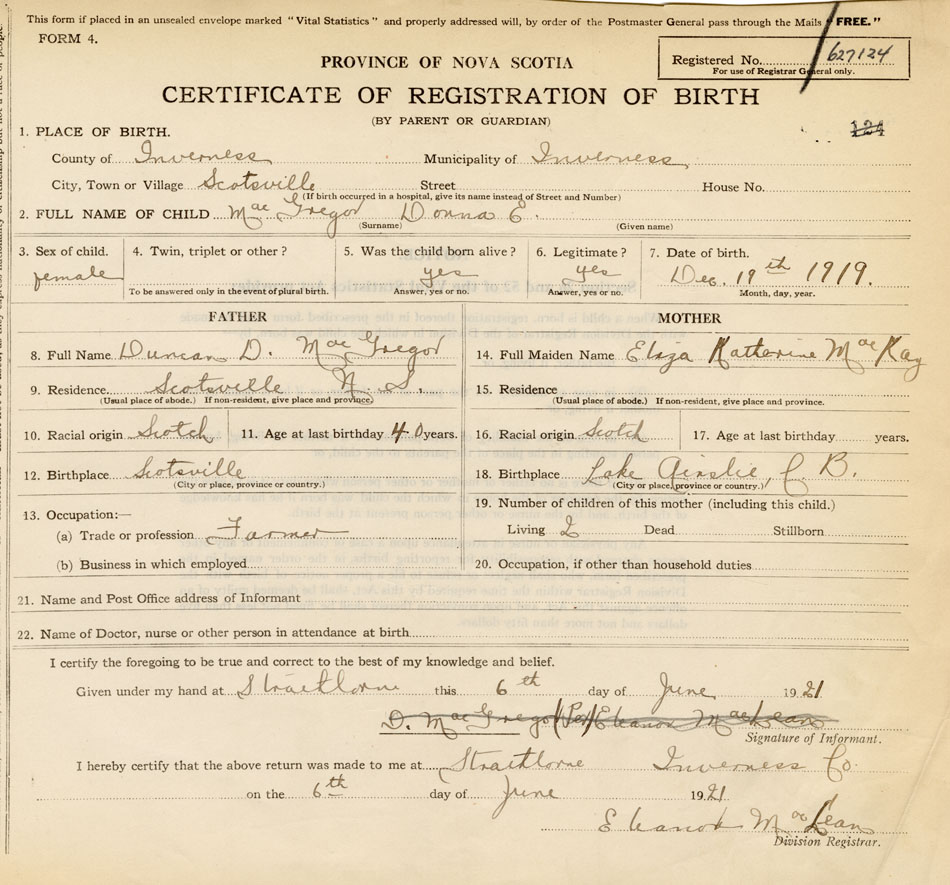 This form if placed in an unsealed envelope marked "Vital Statistics" and properly addressed will, by order of the Postmaster General pass through the Mails "FREE."
FORM 4.
Registered No. 627124
For use of Registrar General only.
PROVINCE OF NOVA SCOTIA
CERTIFICATE OF REGISTRATION OF BIRTH
(BY PARENT OR GUARDIAN)
124
1. PLACE OF BIRTH.
County of Inverness Municipality of Inverness
City, Town or Village Scotsville Street House No.
(If birth occurred in a hospital, give its name instead of Street and Number)
2. FULL NAME OF CHILD MacGregor Donna E.
(Surname) (Given name)
3. Sex of child. 4. Twin, triplet or other? 5. Was the child born alive? 6. Legitimate? 7. Date of birth.
female yes yes Dec. 19th 1919.
To be answered only in the event of plural birth. Answer, yes or no. Answer, yes or no. Month, day, year.
FATHER
8. Full Name Duncan D. MacGregor
9. Residence Scotsville N. S.
(Usual place of abode.) If non-resident, give place and province.
10. Racial origin Scotch 11. Age at last birthday 40 years.
12. Birthplace Scotsville
(City or place, province or country.)
13. Occupation:—
(a) Trade or profession Farmer
(b) Business in which employed
MOTHER
14. Full Maiden Name Eliza Katherine MacKay
15. Residence
(Usual place of abode.) If non-resident, give place and province.
16. Racial origin Scotch 17. Age at last birthday years.
18. Birthplace Lake Ainslie, C. B.
(City or place, province or country.)
19. Number of children of this mother (including this child.)
Living 2 Dead Stillborn
20. Occupation, if other than household duties
21. Name and Post Office address of Informant
22. Name of Doctor, nurse or other person in attendance at birth
I certify the foregoing to be true and correct to the best of my knowledge and belief.
Given under my hand at Strathlorne this 6th day of June 1921
D. MacGregor (Per) Eleanor MacLean
Signature of Informant.
I hereby certify that the above return was made to me at Strathlorne Inverness Co.
on the 6th day of June 1921
Eleanor MacLean
Division Registrar.